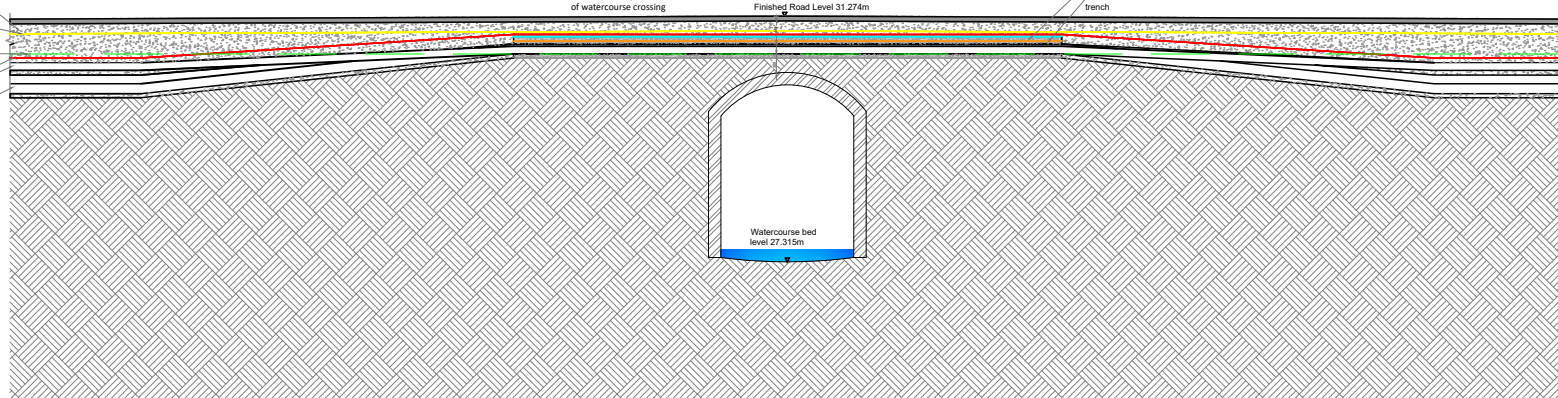 of watercourse crossing
Finished Road Level 31.274m
trench
Watercourse bed
level 27.315m